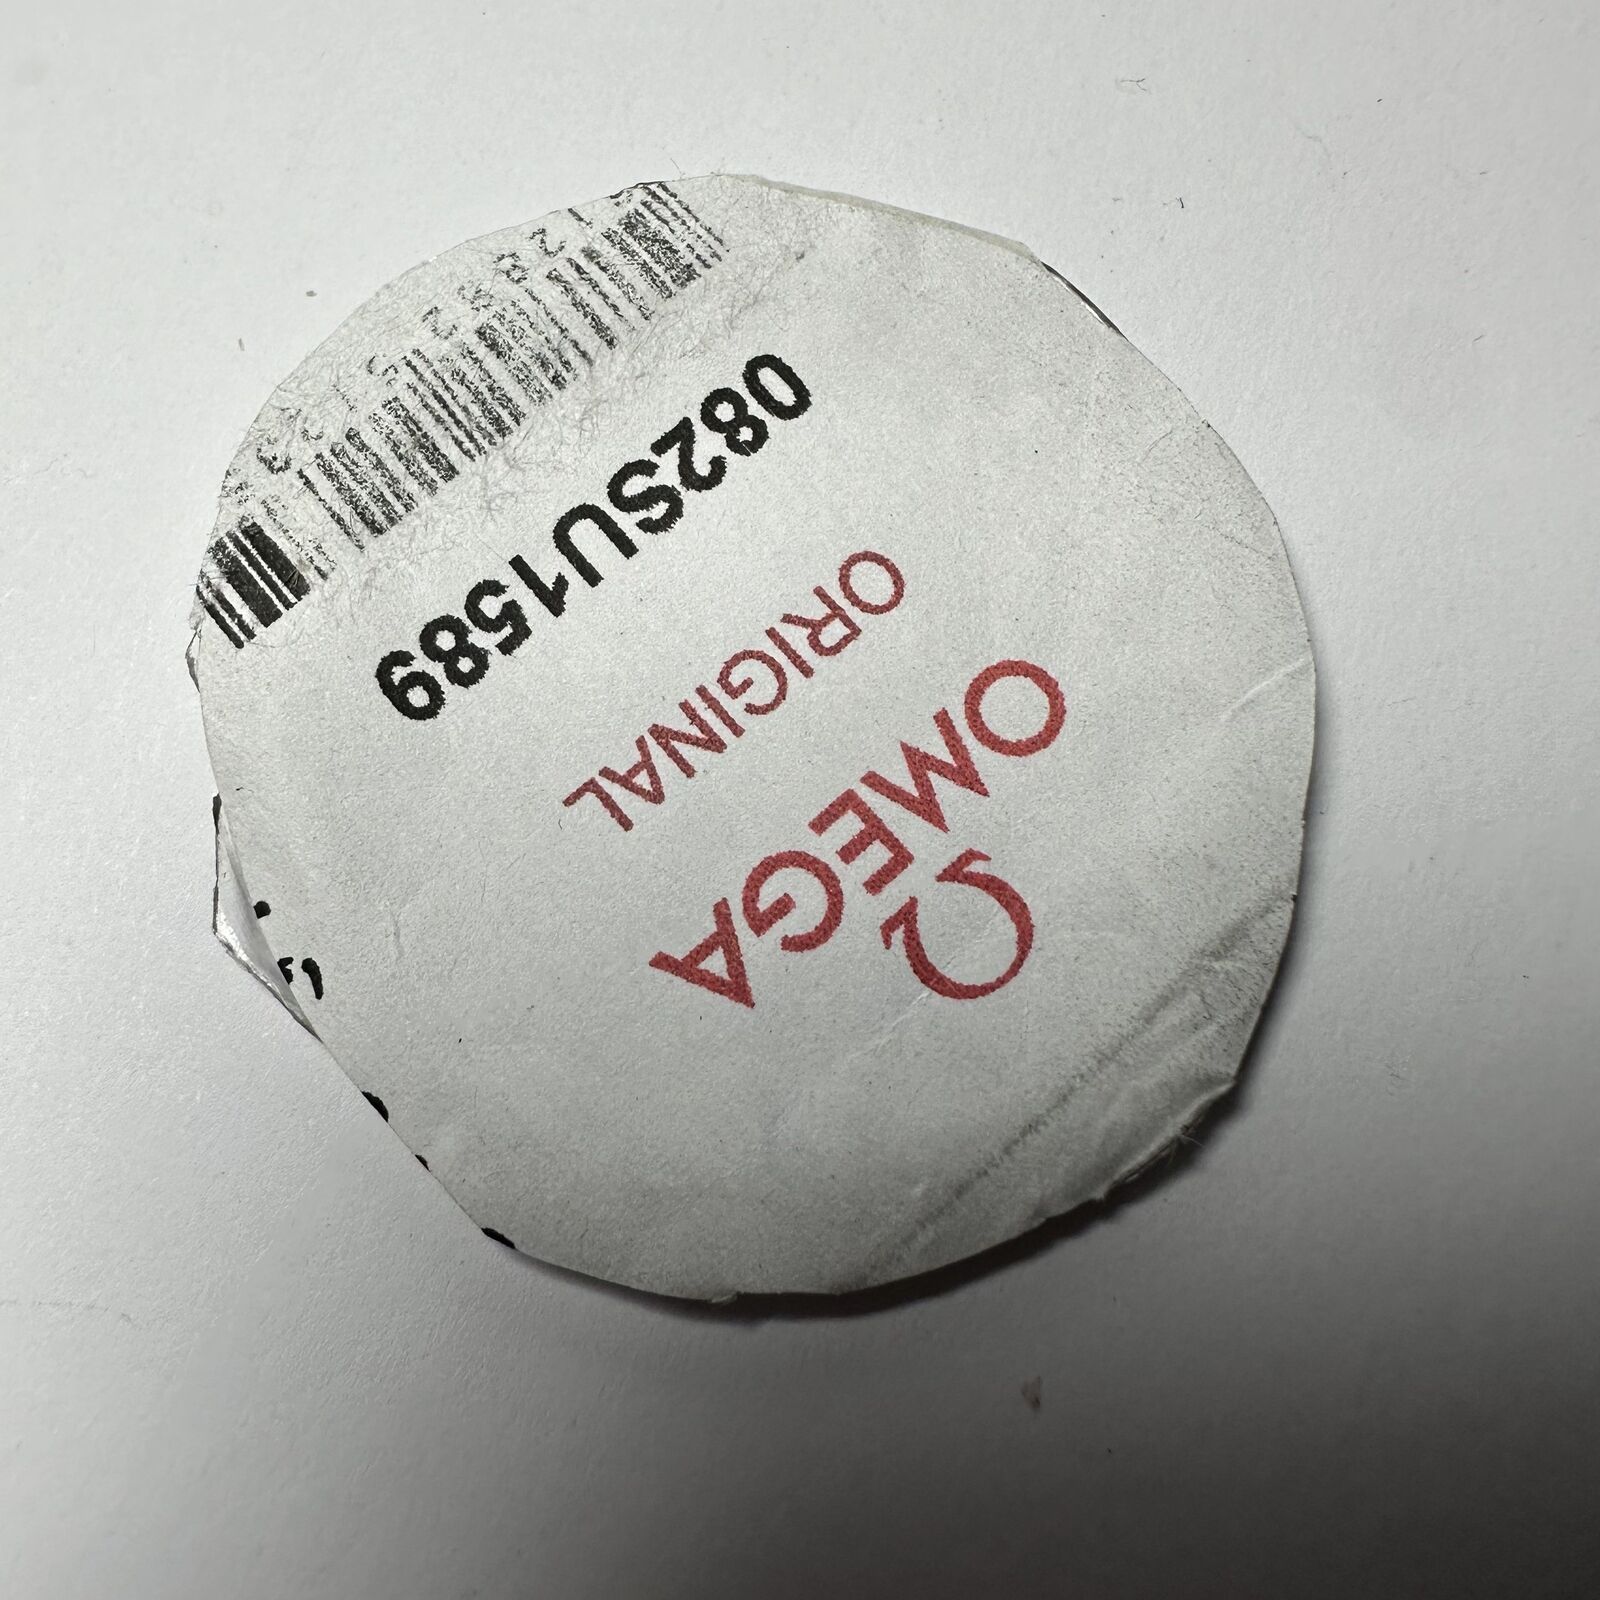 Ω
OMEGA
ORIGINAL
082SU1589